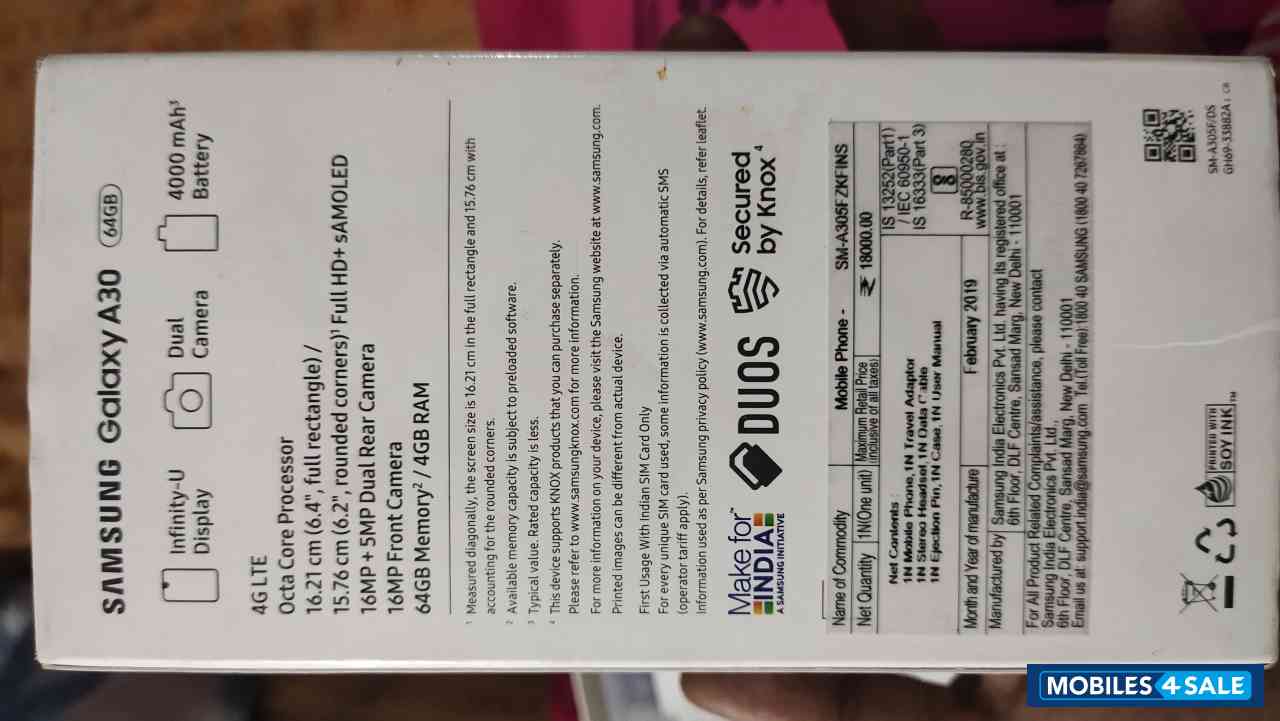 SAMSUNG Galaxy A30 64GB
Infinity-U Display
Dual Camera
4000 mAh³ Battery
4G LTE
Octa Core Processor
16.21 cm (6.4", full rectangle) /
15.76 cm (6.2", rounded corners)¹ Full HD+ sAMOLED
16MP + 5MP Dual Rear Camera
16MP Front Camera
64GB Memory² / 4GB RAM
¹ Measured diagonally, the screen size is 16.21 cm in the full rectangle and 15.76 cm with
accounting for the rounded corners.
² Available memory capacity is subject to preloaded software.
³ Typical value. Rated capacity is less.
⁴ This device supports KNOX products that you can purchase separately.
Please refer to www.samsungknox.com for more information.
For more information on your device, please visit the Samsung website at www.samsung.com.
Printed images can be different from actual device.
First Usage With Indian SIM Card Only
For every unique SIM card used, some information is collected via automatic SMS
(operator tariff apply).
Information used as per Samsung privacy policy (www.samsung.com). For details, refer leaflet.
Make for INDIA
A SAMSUNG INITIATIVE
DUOS
Secured by Knox ⁴
Name of Commodity Mobile Phone - SM-A305FZKFINS
Net Quantity 1N(One unit) Maximum Retail Price (inclusive of all taxes) ₹ 18000.00
Net Contents :
1N Mobile Phone,1N Travel Adaptor
1N Stereo Headset,1N Data Cable
1N Ejection Pin,1N Case,1N User Manual
IS 13252(Part1)
/ IEC 60950-1
IS 16333(Part 3)
R-85000280
www.bis.gov.in
Month and Year of manufacture February 2019
Manufactured by Samsung India Electronics Pvt. Ltd. having its registered office at :
6th Floor, DLF Centre, Sansad Marg, New Delhi - 110001
For All Product Related Complaints/assistance, please contact
Samsung India Electronics Pvt. Ltd.,
6th Floor, DLF Centre, Sansad Marg, New Delhi - 110001
Email us at: support.india@samsung.com Tel.(Toll Free):1800 40 SAMSUNG (1800 40 7267864)
PRINTED WITH
SOY INK™
SM-A305F/DS
GH69-33882A
MOBILES 4 SALE